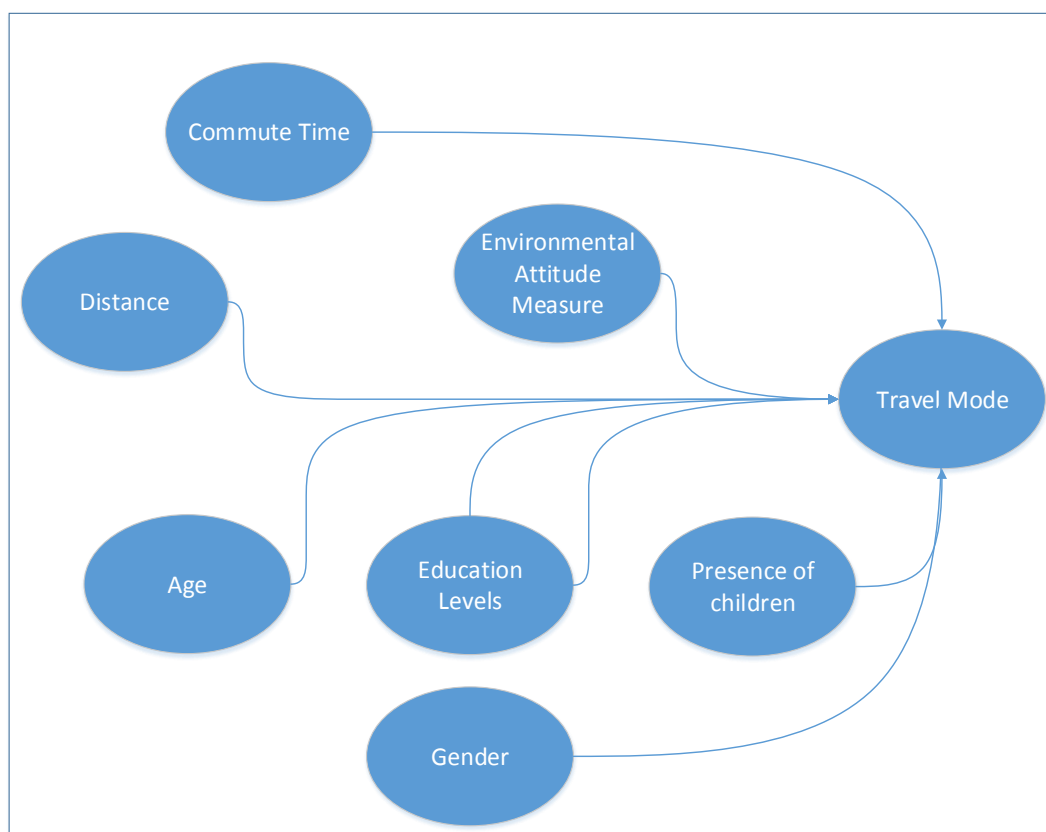 Commute Time
Environmental
Attitude
Measure
Distance
Travel Mode
Age
Education
Levels
Presence of
children
Gender